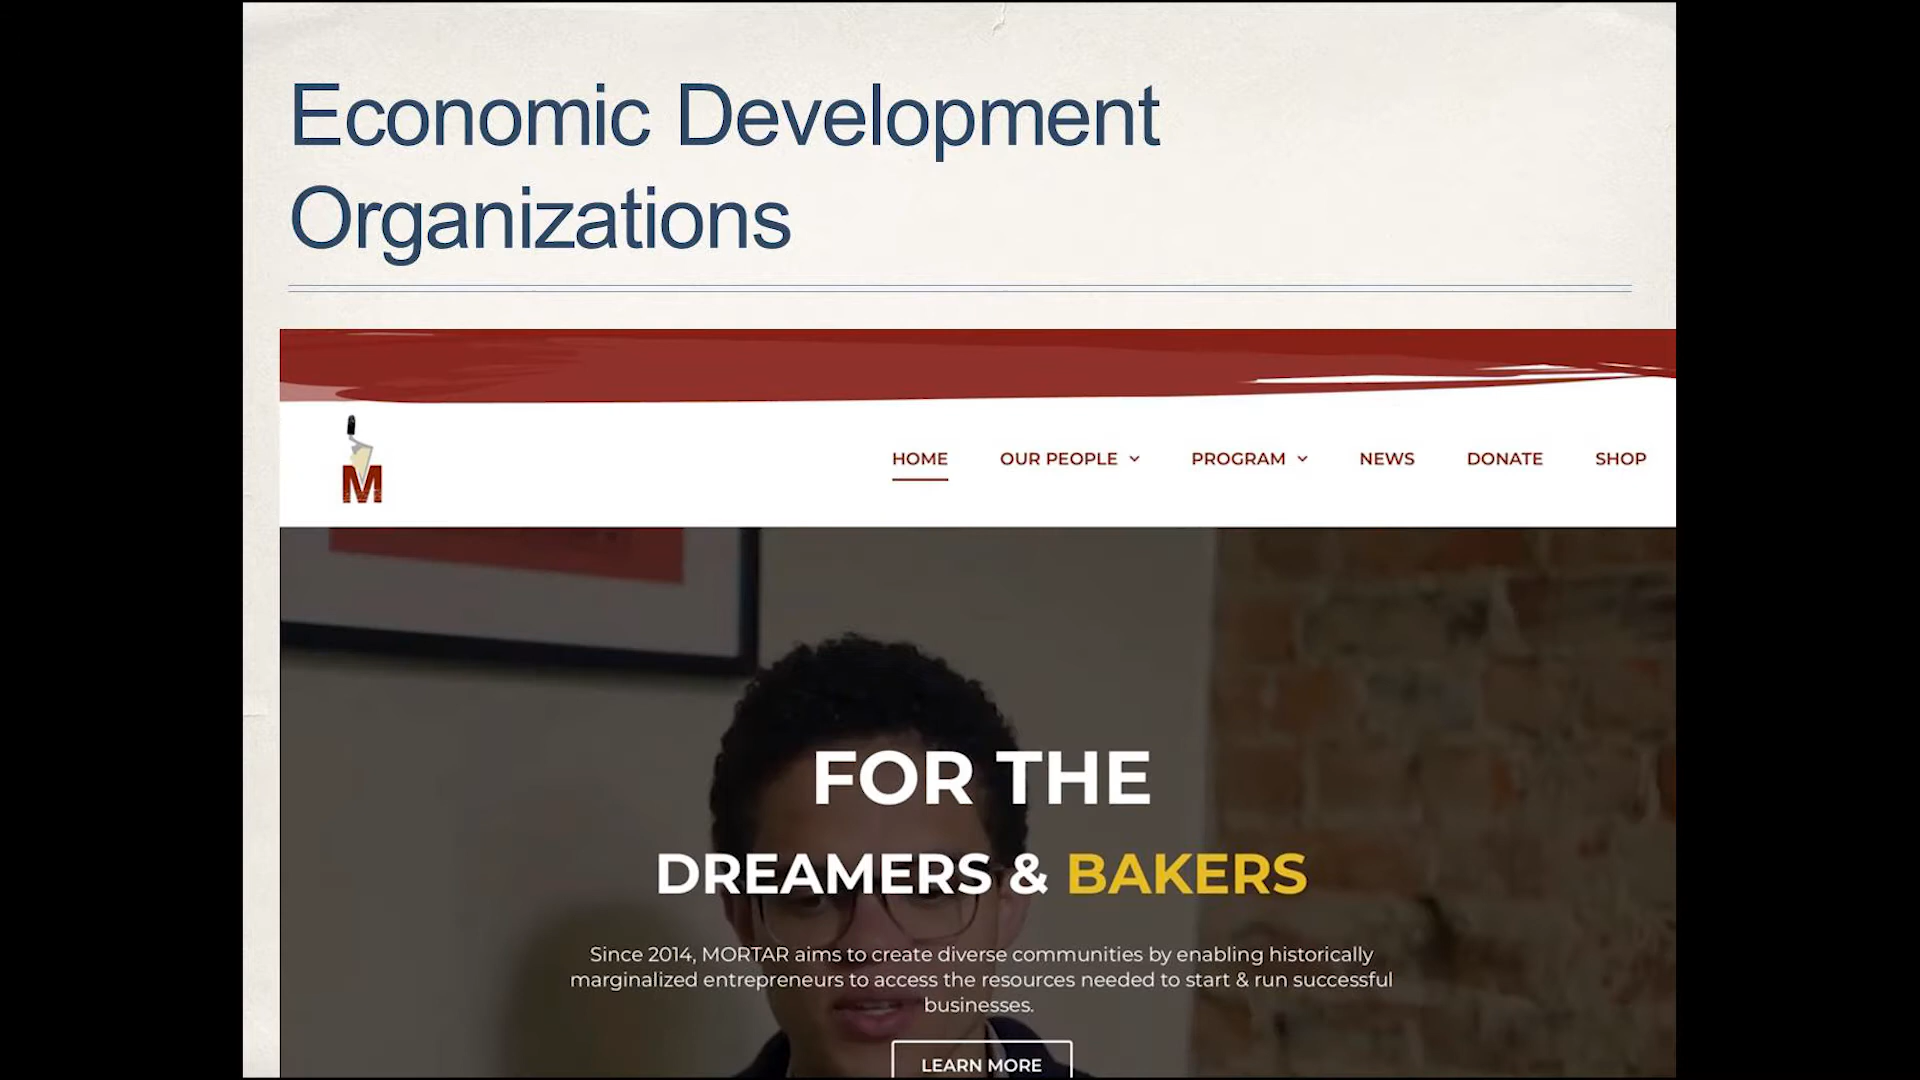 Economic Development
Organizations
M
HOME OUR PEOPLE PROGRAM NEWS DONATE SHOP
FOR THE
DREAMERS & BAKERS
Since 2014, MORTAR aims to create diverse communities by enabling historically
marginalized entrepreneurs to access the resources needed to start & run successful
businesses.
LEARN MORE